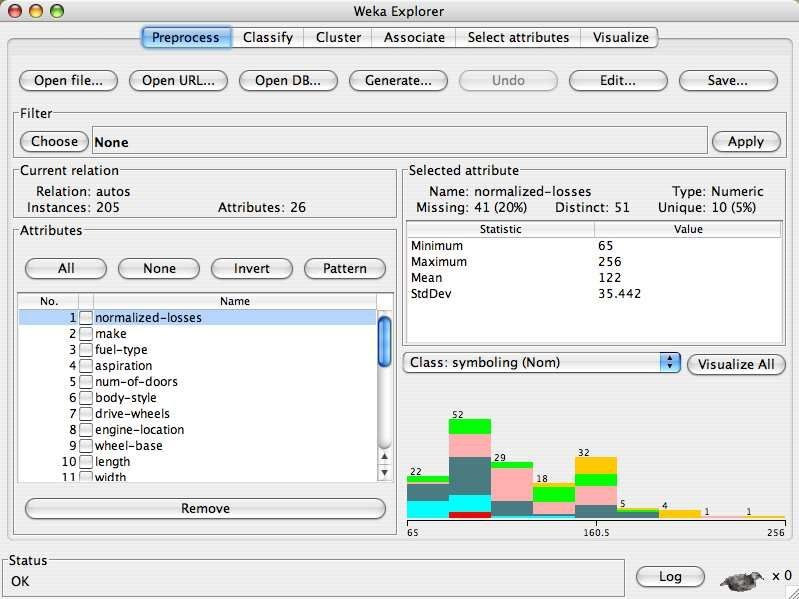 Weka Explorer
Preprocess Classify Cluster Associate Select attributes Visualize
Open file... Open URL... Open DB... Generate... Undo Edit... Save...
Filter
Choose None Apply
Current relation
Relation: autos
Instances: 205 Attributes: 26
Attributes
All None Invert Pattern
No. Name
1 normalized-losses
2 make
3 fuel-type
4 aspiration
5 num-of-doors
6 body-style
7 drive-wheels
8 engine-location
9 wheel-base
10 length
11 width
Remove
Selected attribute
Name: normalized-losses Type: Numeric
Missing: 41 (20%) Distinct: 51 Unique: 10 (5%)
Statistic Value
Minimum 65
Maximum 256
Mean 122
StdDev 35.442
Class: symboling (Nom) Visualize All
52
32
29
22
18
5 4 1 1
65 160.5 256
Status
OK
Log x 0